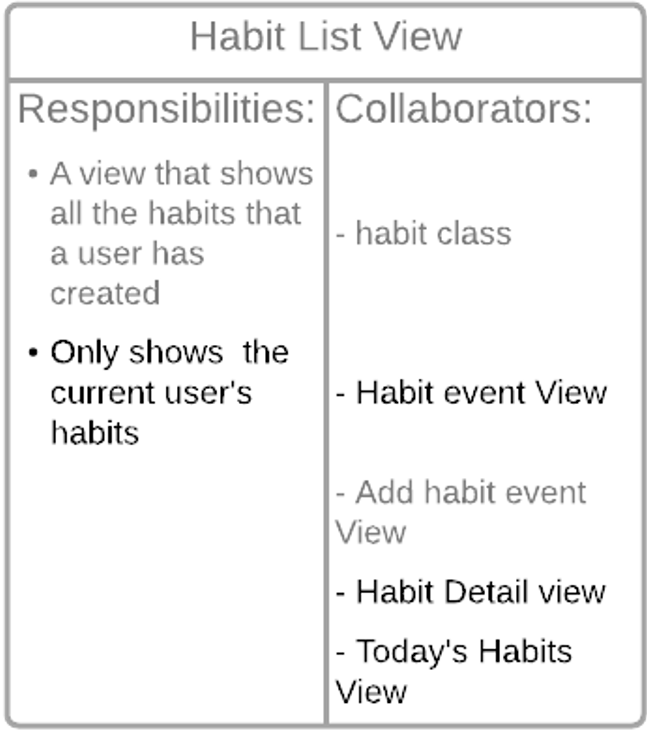 Habit List View
Responsibilities:
• A view that shows
all the habits that
a user has
created
• Only shows  the
current user's
habits
Collaborators:
- habit class
- Habit event View
- Add habit event
View
- Habit Detail view
- Today's Habits
View